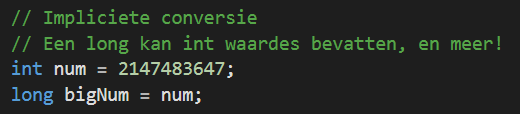 // Impliciete conversie
// Een long kan int waardes bevatten, en meer!
int num = 2147483647;
long bigNum = num;